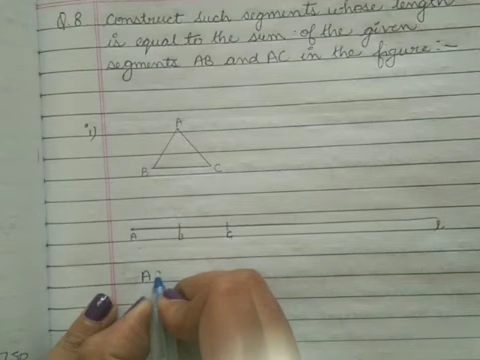 Q.8 Construct such segments whose length
is equal to the sum of the given
segments AB and AC in the figure:-
i)
A
B C
A b c l
A